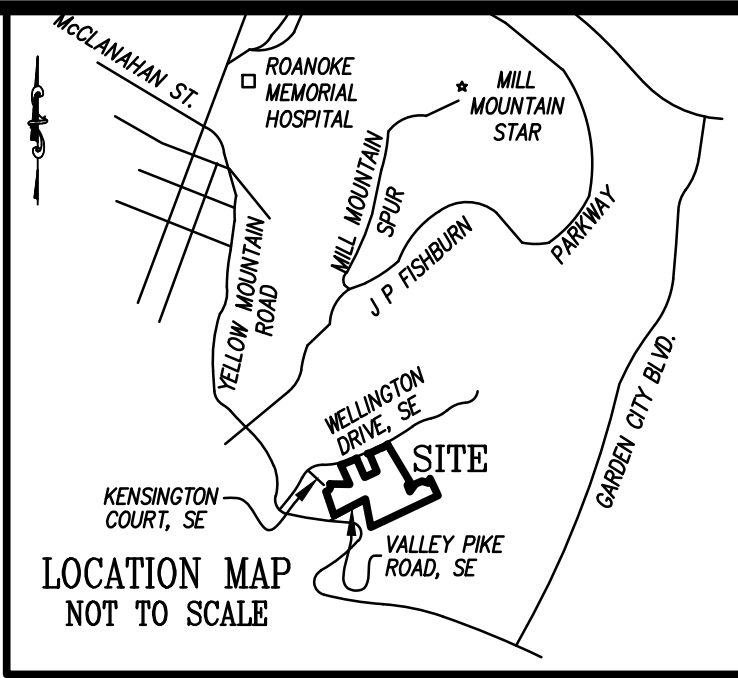 McCLANAHAN ST.
ROANOKE
MEMORIAL
HOSPITAL
MILL
MOUNTAIN
STAR
MILL MOUNTAIN
SPUR
J P FISHBURN
PARKWAY
YELLOW MOUNTAIN
ROAD
GARDEN CITY BLVD.
WELLINGTON
DRIVE, SE
SITE
KENSINGTON
COURT, SE
VALLEY PIKE
ROAD, SE
LOCATION MAP
NOT TO SCALE